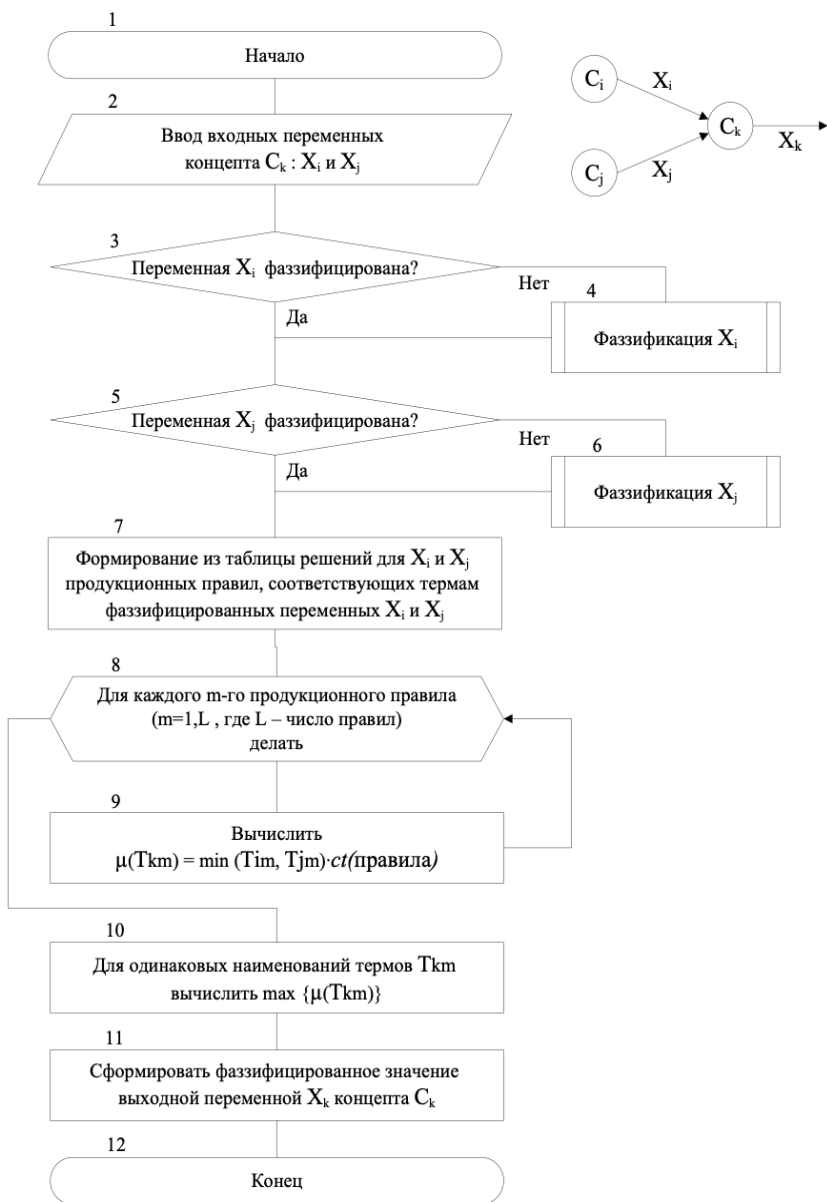 1
Начало
2
Ввод входных переменных
концепта Ck : Xi и Xj
Ci
Xi
Ck
Xk
Cj
Xj
3
Переменная Xi фаззифицирована?
Нет
4
Да
Фаззификация Xi
5
Переменная Xj фаззифицирована?
Нет
6
Да
Фаззификация Xj
7
Формирование из таблицы решений для Xi и Xj
продукционных правил, соответствующих термам
фаззифицированных переменных Xi и Xj
8
Для каждого m-го продукционного правила
(m=1,L , где L – число правил)
делать
9
Вычислить
μ(Tkm) = min (Tim, Tjm)·ct(правила)
10
Для одинаковых наименований термов Tkm
вычислить max {μ(Tkm)}
11
Сформировать фаззифицированное значение
выходной переменной Xk концепта Ck
12
Конец